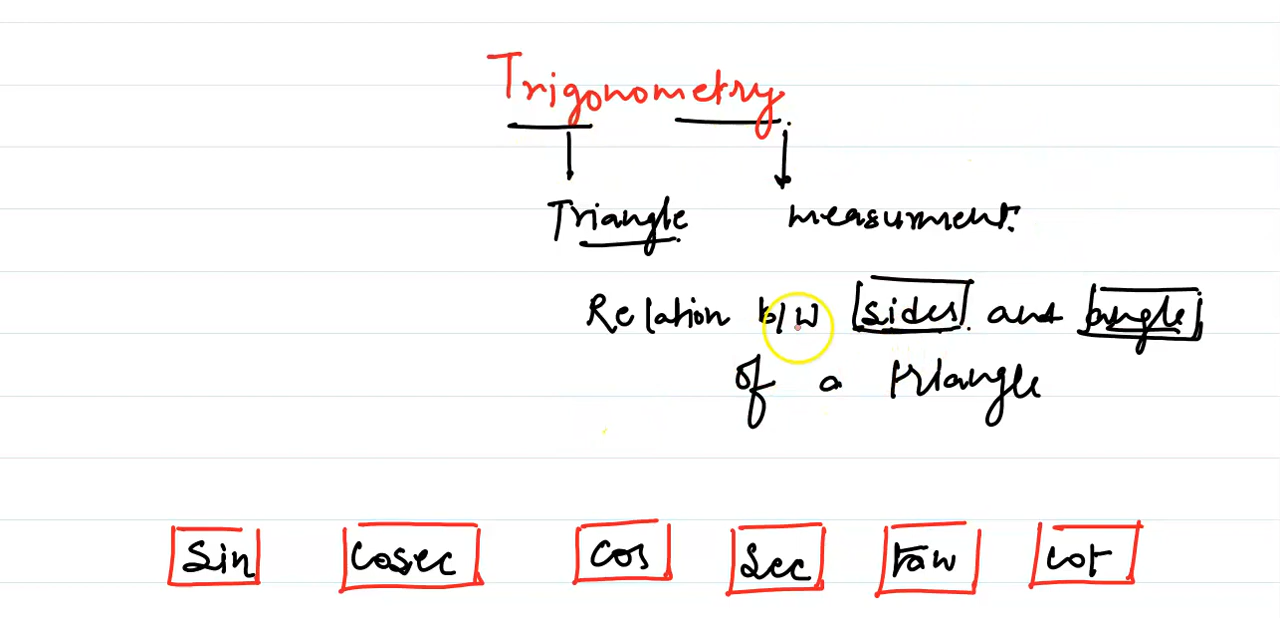 Trigonometry
Triangle measurment.
Relation b/w sides and angle
of a triangle
Sin Cosec Cos Sec tan Cot